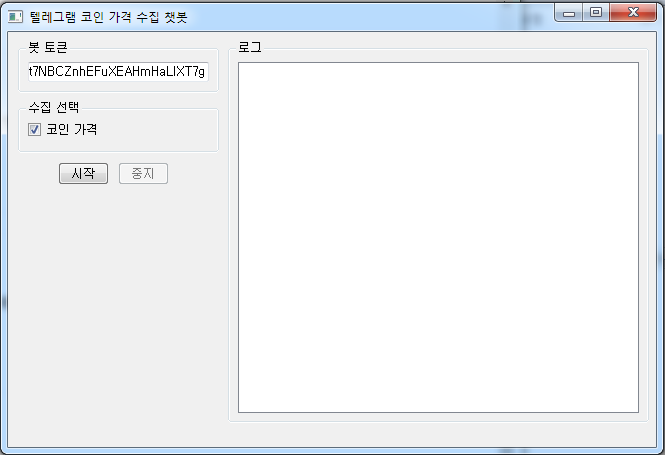 텔레그램 코인 가격 수집 챗봇
봇 토큰
t7NBCZnhEFuXEAHmHaLIXT7g
수집 선택
코인 가격
시작 중지
로그